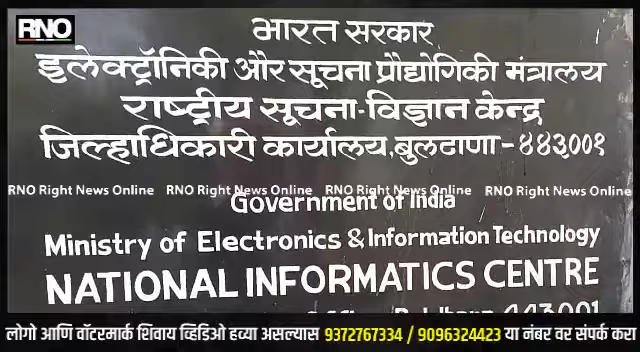 RNO
भारत सरकार
इलेक्ट्रॉनिकी और सूचना प्रौद्योगिकी मंत्रालय
राष्ट्रीय सूचना-विज्ञान केन्द्र
जिल्हाधिकारी कार्यालय,बुलढाणा-४४३००१
RNO Right News Online RNO Right News Online RNO Right News Online RNO Right News Online
Government of India
Ministry of Electronics & Information Technology
NATIONAL INFORMATICS CENTRE
443001
लोगो आणि वॉटरमार्क शिवाय व्हिडिओ हव्या असल्यास 9372767334 / 9096324423 या नंबर वर संपर्क करा